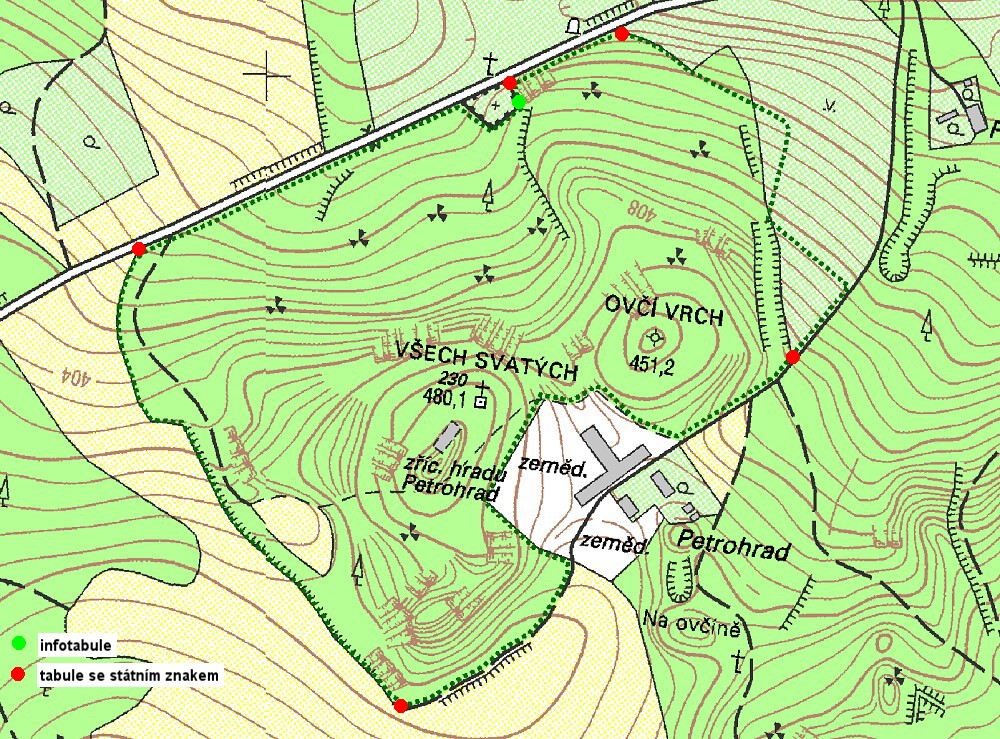 408
OVČÍ VRCH
451,2
VŠECH SVATÝCH
230
480,1
404
zříc. hradu
Petrohrad
zeměd.
zeměd.
Petrohrad
Na ovčíně
infotabule
tabule se státním znakem